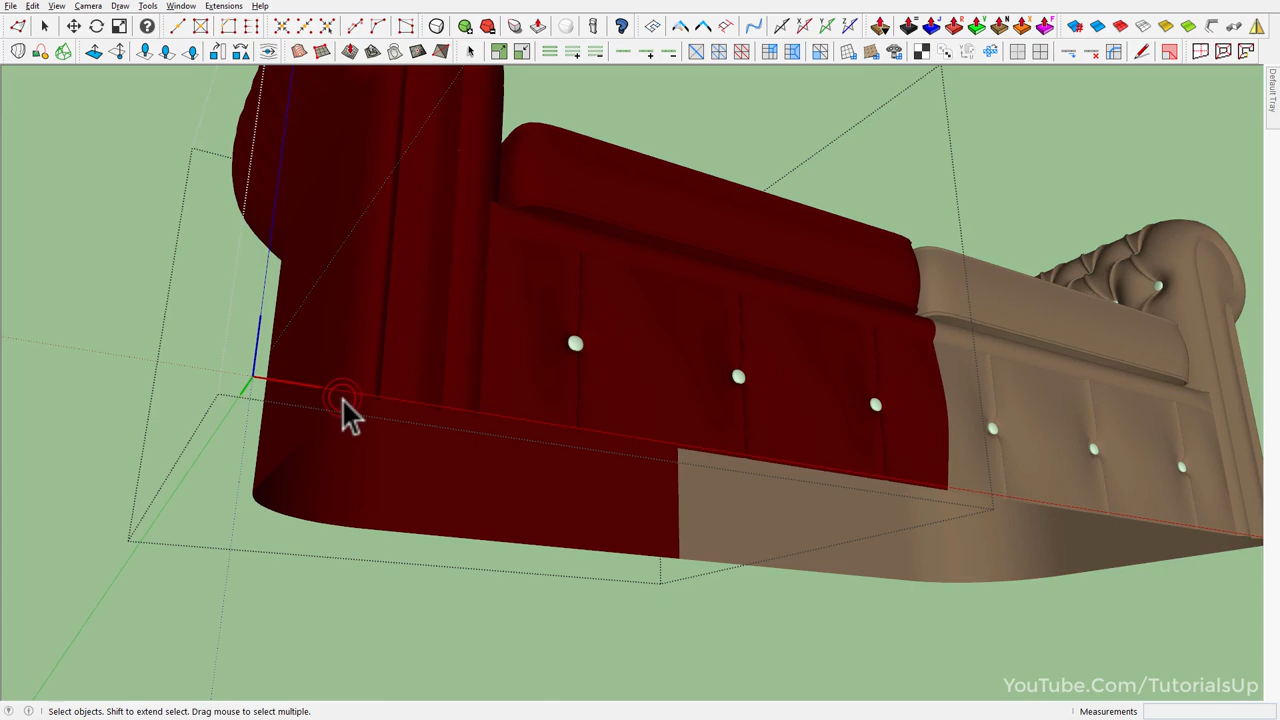 File Edit View Camera Draw Tools Window Extensions Help
Default Tray
YouTube.Com/TutorialsUp
Select objects. Shift to extend select. Drag mouse to select multiple.
Measurements